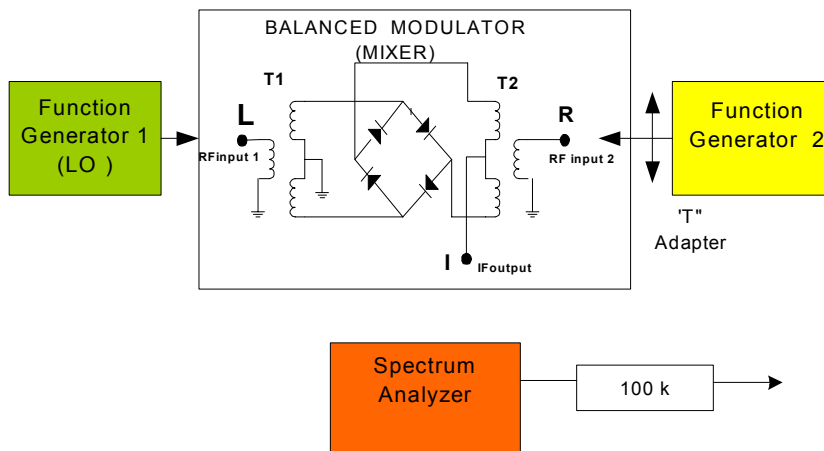 BALANCED MODULATOR
(MIXER)
T1
T2
Function
Generator 1
(LO )
L
RFinput 1
R
RF input 2
Function
Generator 2
'T"
Adapter
I
IFoutput
Spectrum
Analyzer
100 k